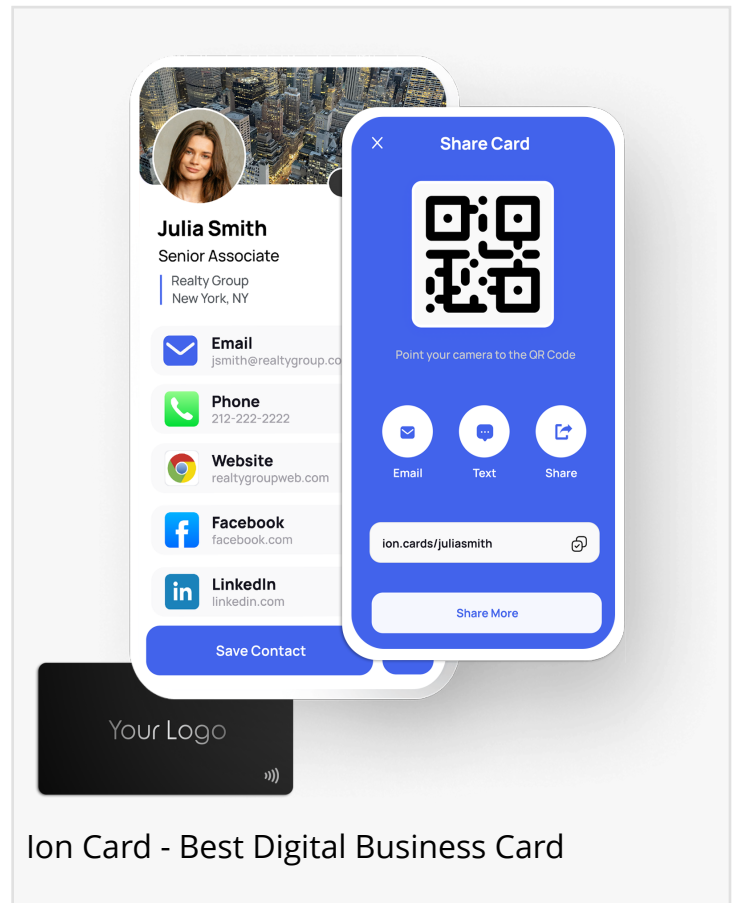 Julia Smith
Senior Associate
Realty Group
New York, NY
Email
jsmith@realtygroup.co
Phone
212-222-2222
Website
realtygroupweb.com
Facebook
facebook.com
LinkedIn
linkedin.com
Save Contact
Share Card
Point your camera to the QR Code
Email
Text
Share
ion.cards/juliasmith
Share More
Your Logo
Ion Card - Best Digital Business Card